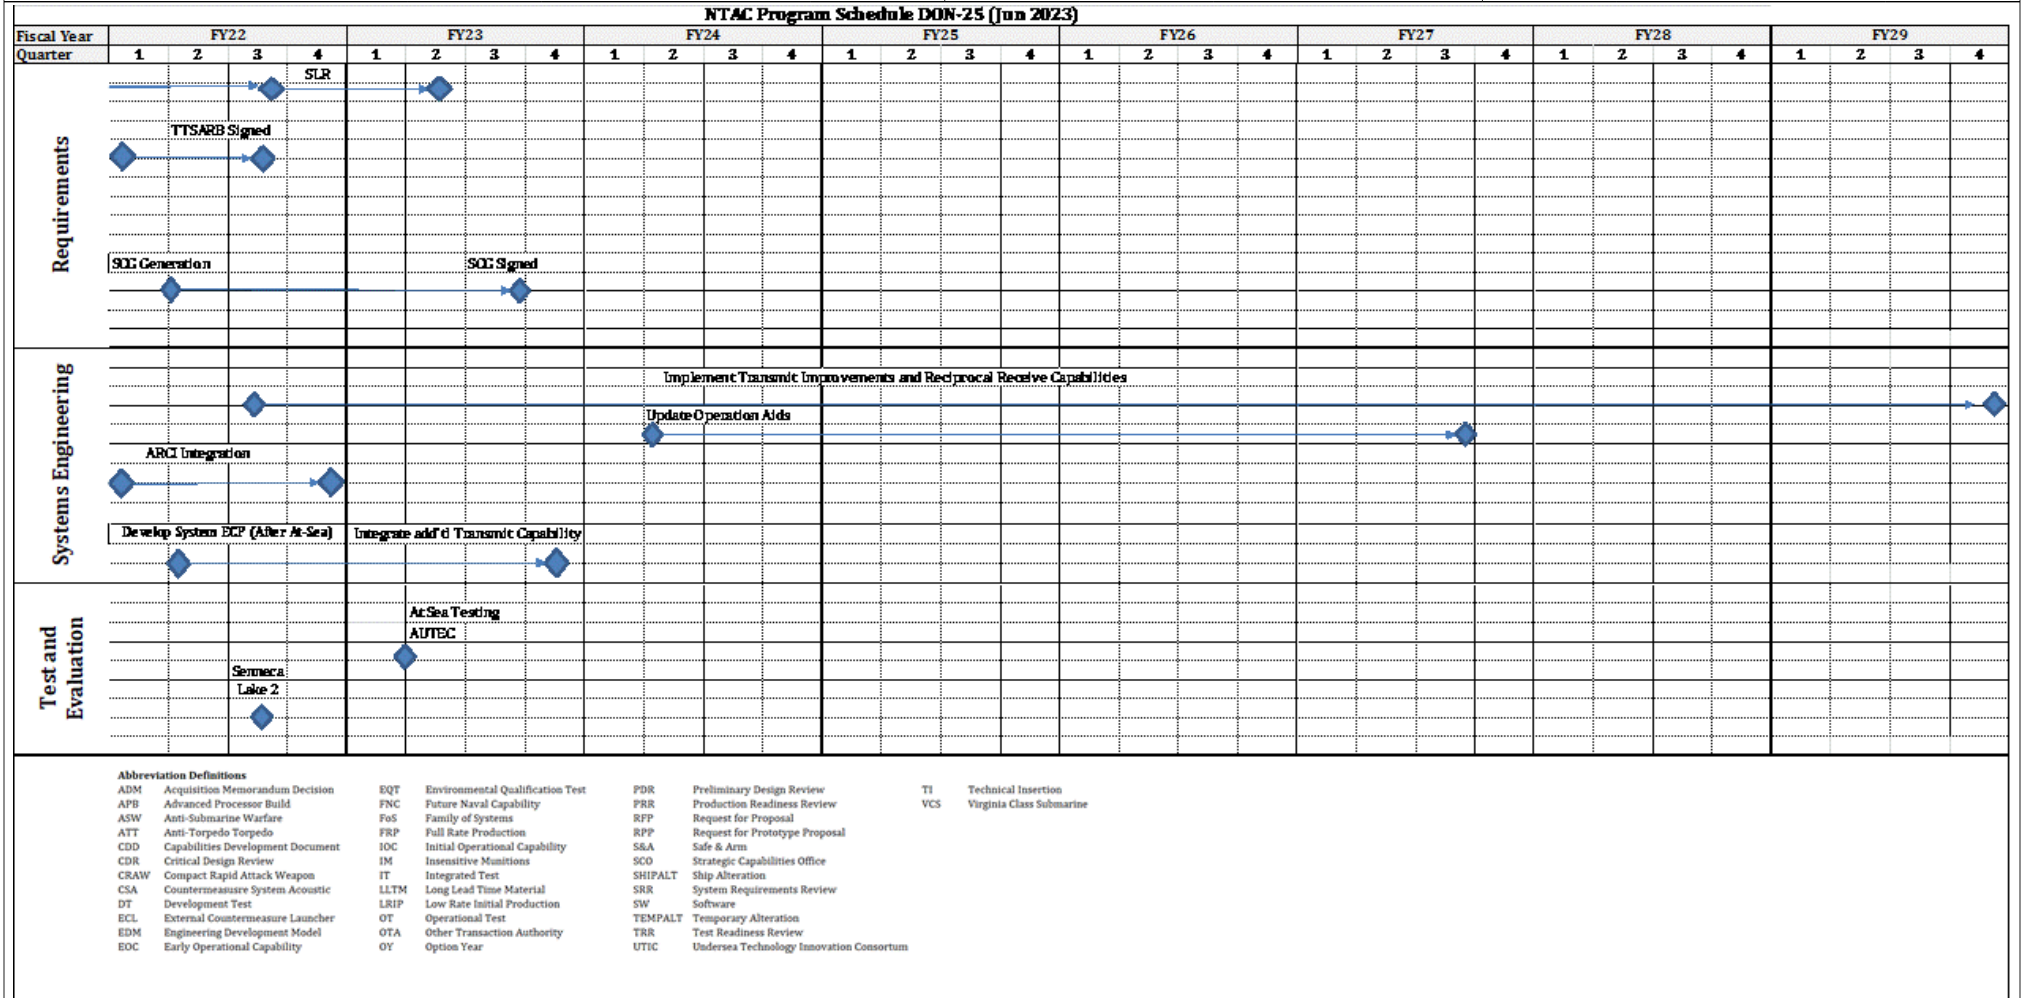 NTAC Program Schedule DON-25 (Jun 2023)
Fiscal Year FY22 FY23 FY24 FY25 FY26 FY27 FY28 FY29
Quarter 1 2 3 4 1 2 3 4 1 2 3 4 1 2 3 4 1 2 3 4 1 2 3 4 1 2 3 4 1 2 3 4
Requirements
SLR
TTSARB Signed
SCG Generation SCG Signed
Systems Engineering
Implement Transmit Improvements and Reciprocal Receive Capabilities
Update Operation Aids
ARCI Integration
Develop System ECP (After At-Sea) Integrate add'tl Transmit Capability
Test and
Evaluation
At Sea Testing
AUTEC
Senneca
Lake 2
Abbreviation Definitions
ADM Acquisition Memorandum Decision EQT Environmental Qualification Test PDR Preliminary Design Review TI Technical Insertion
APB Advanced Processor Build FNC Future Naval Capability PRR Production Readiness Review VCS Virginia Class Submarine
ASW Anti-Submarine Warfare FoS Family of Systems RFP Request for Proposal
ATT Anti-Torpedo Torpedo FRP Full Rate Production RPP Request for Prototype Proposal
CDD Capabilities Development Document IOC Initial Operational Capability S&A Safe & Arm
CDR Critical Design Review IM Insensitive Munitions SCO Strategic Capabilities Office
CRAW Compact Rapid Attack Weapon IT Integrated Test SHIPALT Ship Alteration
CSA Countermeasusre System Acoustic LLTM Long Lead Time Material SRR System Requirements Review
DT Development Test LRIP Low Rate Initial Production SW Software
ECL External Countermeasure Launcher OT Operational Test TEMPALT Temporary Alteration
EDM Engineering Development Model OTA Other Transaction Authority TRR Test Readiness Review
EOC Early Operational Capability OY Option Year UTIC Undersea Technology Innovation Consortum